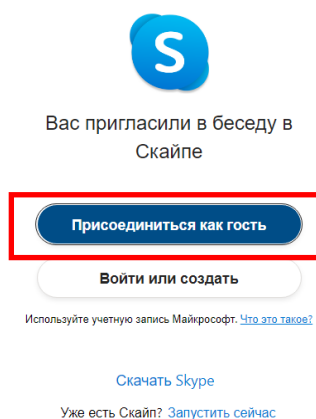 S
Вас пригласили в беседу в
Скайпе
Присоединиться как гость
Войти или создать
Используйте учетную запись Майкрософт. Что это такое?
Скачать Skype
Уже есть Скайп? Запустить сейчас